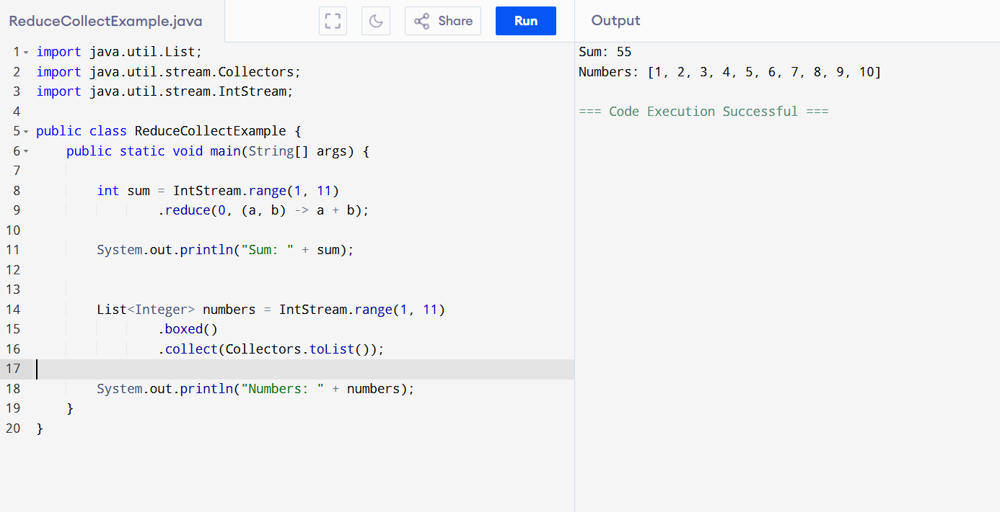 ReduceCollectExample.java
Share
Run
Output
1 import java.util.List;
2 import java.util.stream.Collectors;
3 import java.util.stream.IntStream;
4
5 public class ReduceCollectExample {
6     public static void main(String[] args) {
7
8         int sum = IntStream.range(1, 11)
9                 .reduce(0, (a, b) -> a + b);
10
11         System.out.println("Sum: " + sum);
12
13
14         List<Integer> numbers = IntStream.range(1, 11)
15                 .boxed()
16                 .collect(Collectors.toList());
17
18         System.out.println("Numbers: " + numbers);
19     }
20 }
Sum: 55
Numbers: [1, 2, 3, 4, 5, 6, 7, 8, 9, 10]
=== Code Execution Successful ===